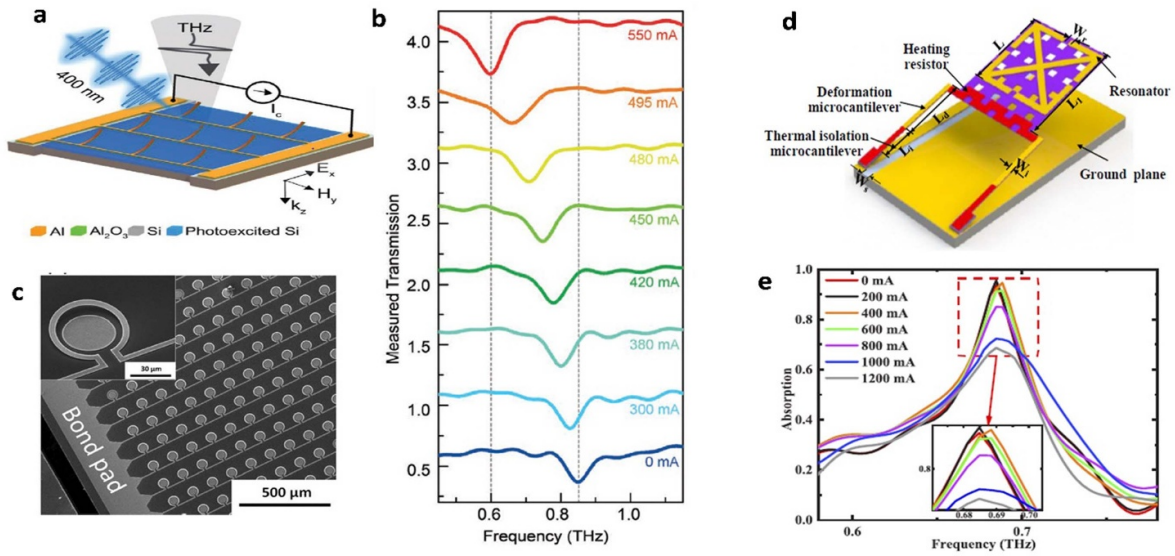 a
THz
400 nm
I_c
E_x
H_y
k_z
Al Al₂O₃ Si Photoexcited Si
b
Measured Transmission
4.0
3.5
3.0
2.5
2.0
1.5
1.0
0.5
550 mA
495 mA
480 mA
450 mA
420 mA
380 mA
300 mA
0 mA
0.6 0.8 1.0
Frequency (THz)
c
30 μm
Bond pad
500 μm
d
Heating
resistor
Deformation
microcantilever
Thermal isolation
microcantilever
Resonator
Ground plane
L
L
e
Absorption
1.0
0.8
0.6
0.4
0.2
0.0
0 mA
200 mA
400 mA
600 mA
800 mA
1000 mA
1200 mA
0.8
0.68 0.69 0.70
0.6 0.7
Frequency (THz)